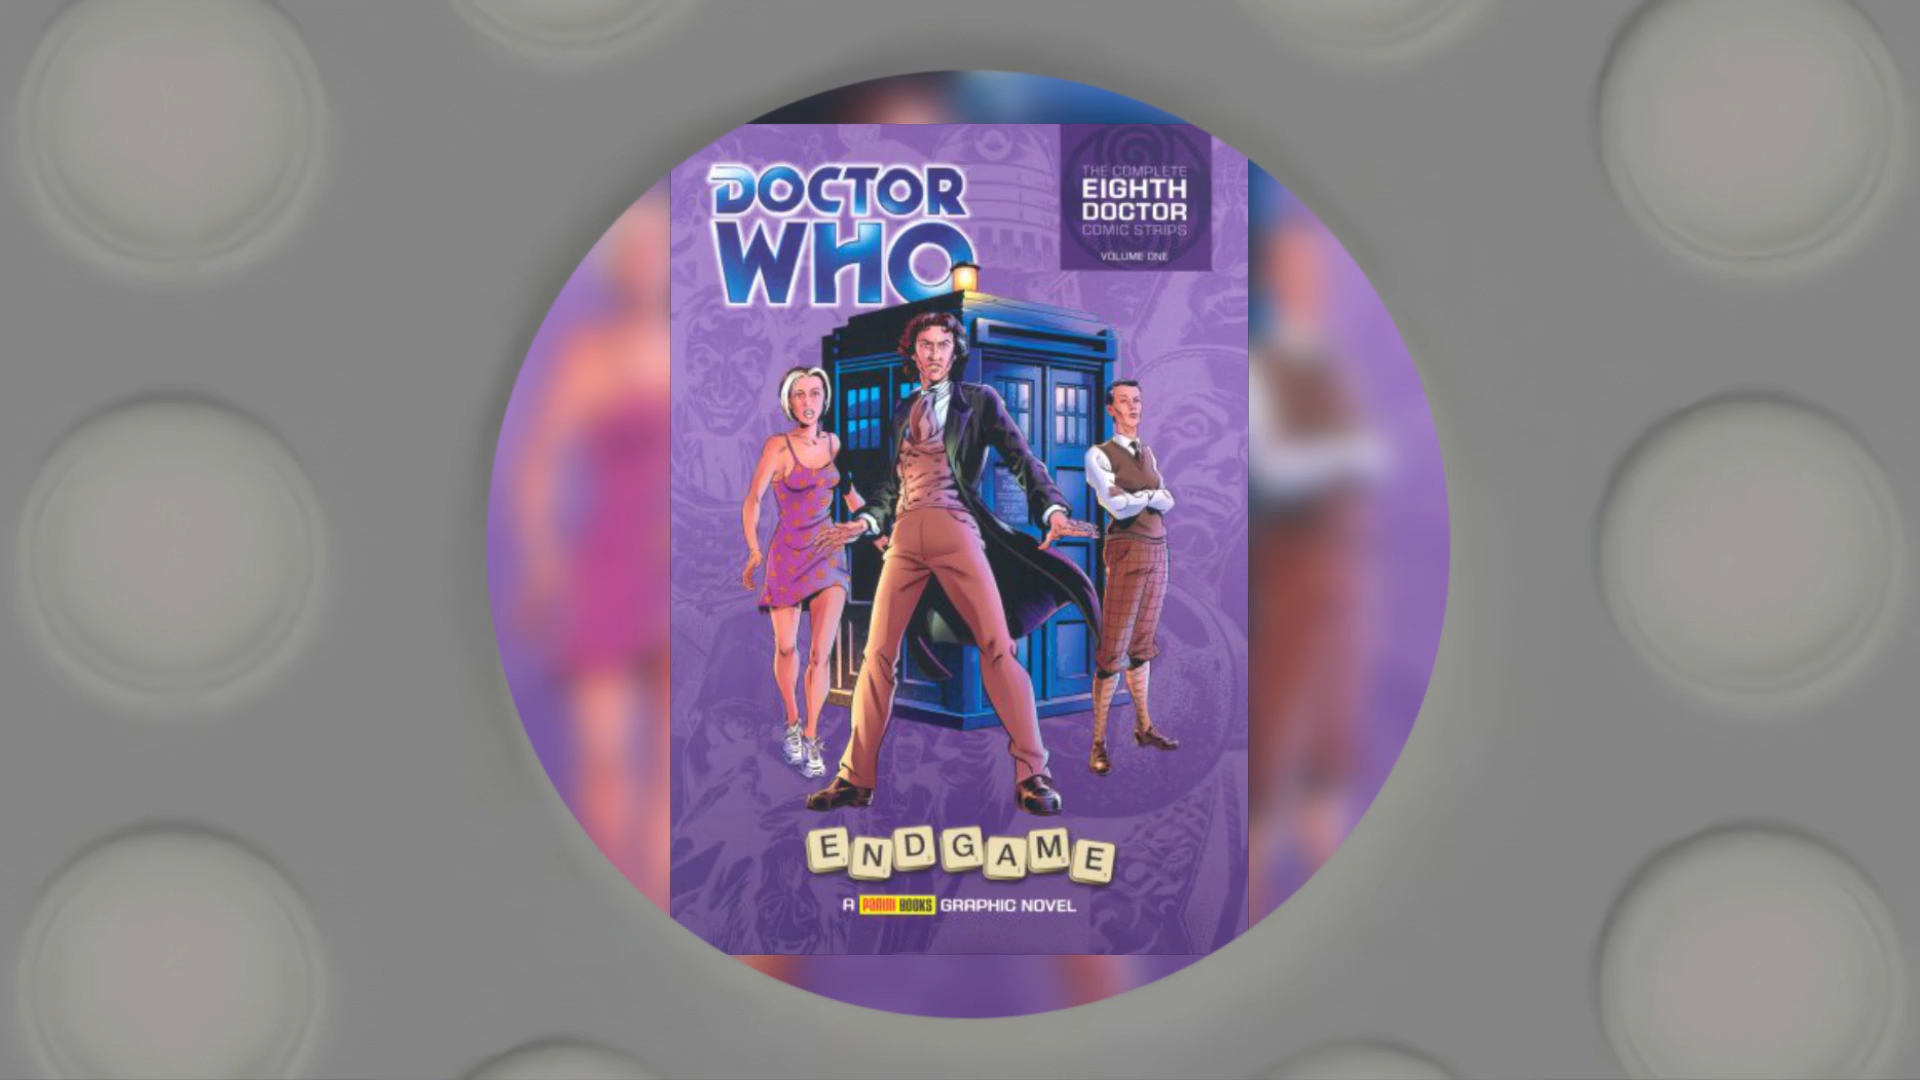 DOCTOR
WHO
THE COMPLETE
EIGHTH
DOCTOR
COMIC STRIPS
VOLUME ONE
ENDGAME
A PANINI BOOKS GRAPHIC NOVEL